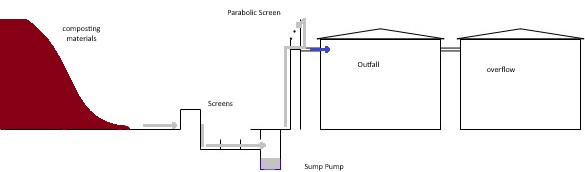 Parabolic Screen
composting
materials
Outfall
overflow
Screens
Sump Pump